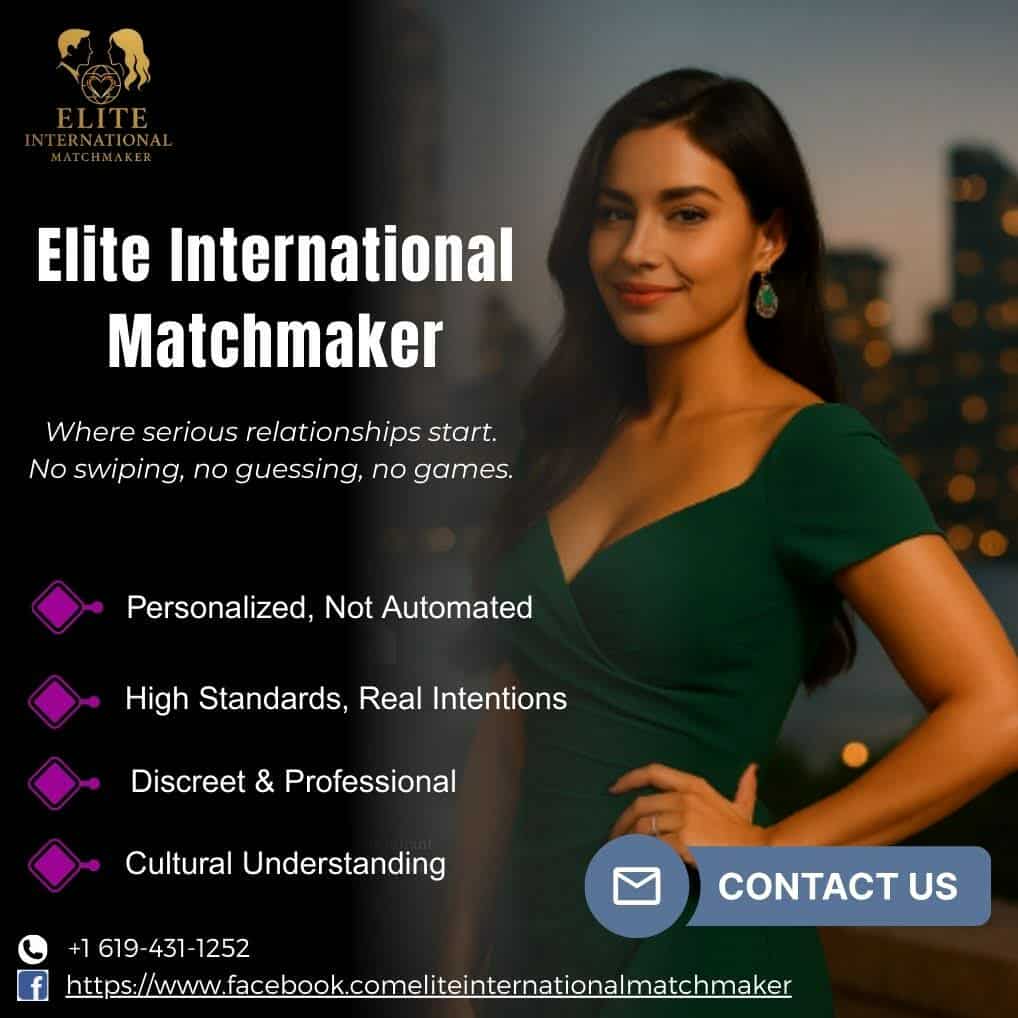 ELITE
INTERNATIONAL
MATCHMAKER
Elite International
Matchmaker
Where serious relationships start.
No swiping, no guessing, no games.
Personalized, Not Automated
High Standards, Real Intentions
Discreet & Professional
Cultural Understanding
CONTACT US
+1 619-431-1252
https://www.facebook.comeliteinternationalmatchmaker